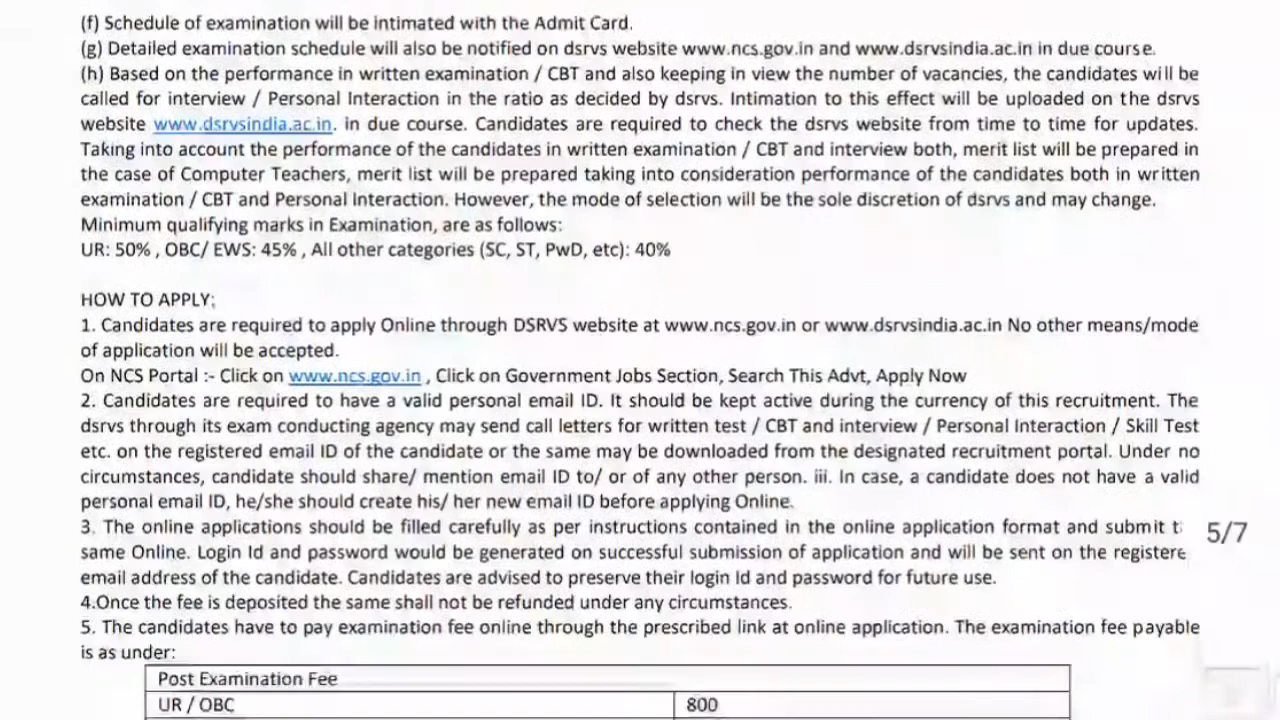 (f) Schedule of examination will be intimated with the Admit Card.
(g) Detailed examination schedule will also be notified on dsrvs website www.ncs.gov.in and www.dsrvsindia.ac.in in due course.
(h) Based on the performance in written examination / CBT and also keeping in view the number of vacancies, the candidates will be
called for interview / Personal Interaction in the ratio as decided by dsrvs. Intimation to this effect will be uploaded on the dsrvs
website www.dsrvsindia.ac.in. in due course. Candidates are required to check the dsrvs website from time to time for updates.
Taking into account the performance of the candidates in written examination / CBT and interview both, merit list will be prepared in
the case of Computer Teachers, merit list will be prepared taking into consideration performance of the candidates both in written
examination / CBT and Personal Interaction. However, the mode of selection will be the sole discretion of dsrvs and may change.
Minimum qualifying marks in Examination, are as follows:
UR: 50% , OBC/ EWS: 45% , All other categories (SC, ST, PwD, etc): 40%
HOW TO APPLY:
1. Candidates are required to apply Online through DSRVS website at www.ncs.gov.in or www.dsrvsindia.ac.in No other means/mode
of application will be accepted.
On NCS Portal :- Click on www.ncs.gov.in , Click on Government Jobs Section, Search This Advt, Apply Now
2. Candidates are required to have a valid personal email ID. It should be kept active during the currency of this recruitment. The
dsrvs through its exam conducting agency may send call letters for written test / CBT and interview / Personal Interaction / Skill Test
etc. on the registered email ID of the candidate or the same may be downloaded from the designated recruitment portal. Under no
circumstances, candidate should share/ mention email ID to/ or of any other person. iii. In case, a candidate does not have a valid
personal email ID, he/she should create his/ her new email ID before applying Online.
3. The online applications should be filled carefully as per instructions contained in the online application format and submit t
same Online. Login Id and password would be generated on successful submission of application and will be sent on the registere
email address of the candidate. Candidates are advised to preserve their login Id and password for future use.
4.Once the fee is deposited the same shall not be refunded under any circumstances.
5. The candidates have to pay examination fee online through the prescribed link at online application. The examination fee payable
is as under:
Post Examination Fee
UR / OBC 800
5/7